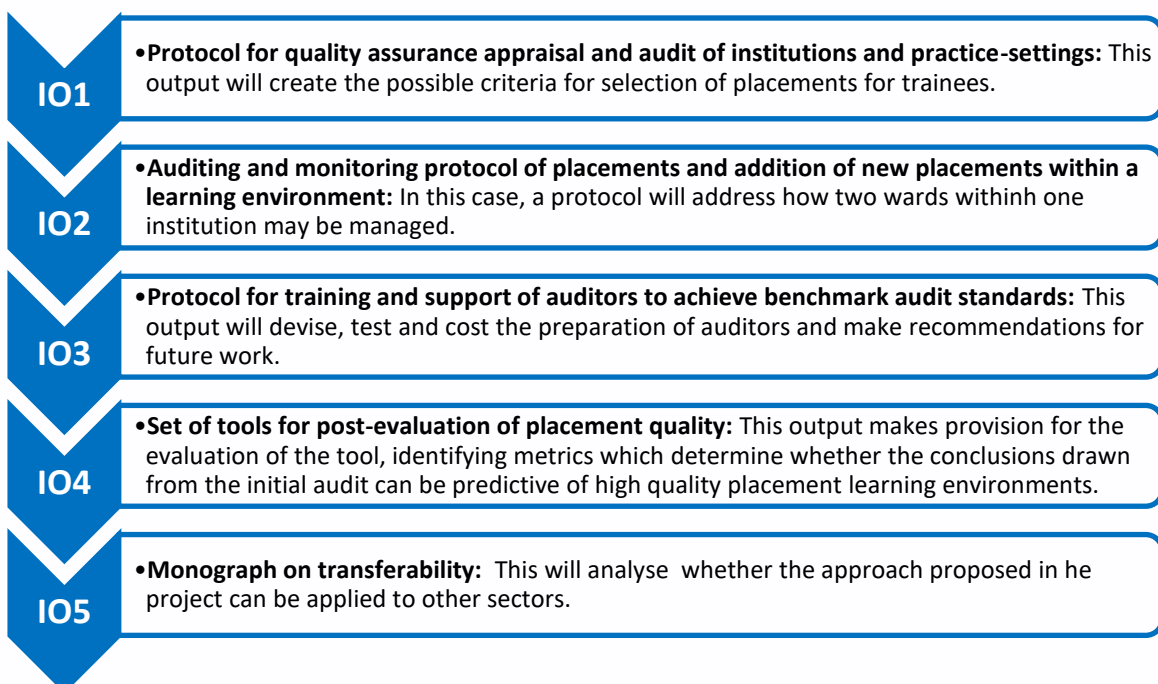 IO1
•Protocol for quality assurance appraisal and audit of institutions and practice-settings: This
output will create the possible criteria for selection of placements for trainees.
IO2
•Auditing and monitoring protocol of placements and addition of new placements within a
learning environment: In this case, a protocol will address how two wards withinh one
institution may be managed.
IO3
•Protocol for training and support of auditors to achieve benchmark audit standards: This
output will devise, test and cost the preparation of auditors and make recommendations for
future work.
IO4
•Set of tools for post-evaluation of placement quality: This output makes provision for the
evaluation of the tool, identifying metrics which determine whether the conclusions drawn
from the initial audit can be predictive of high quality placement learning environments.
IO5
•Monograph on transferability: This will analyse whether the approach proposed in he
project can be applied to other sectors.